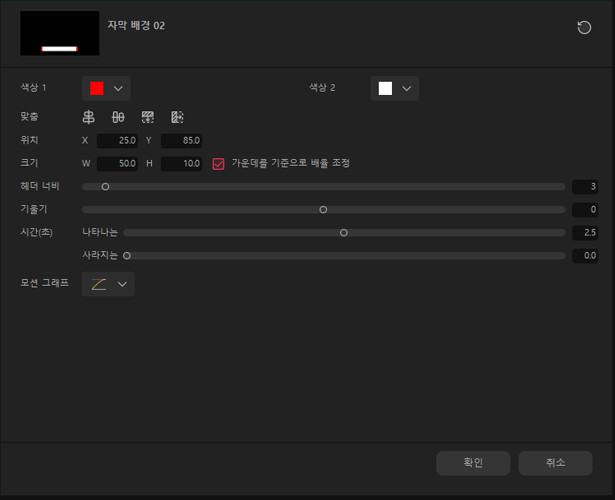 자막 배경 02
색상 1 색상 2
맞춤
위치 X 25.0 Y 85.0
크기 W 50.0 H 10.0 가운데를 기준으로 배율 조정
헤더 너비 3
기울기 0
시간(초) 나타나는 2.5
사라지는 0.0
모션 그래프
확인 취소